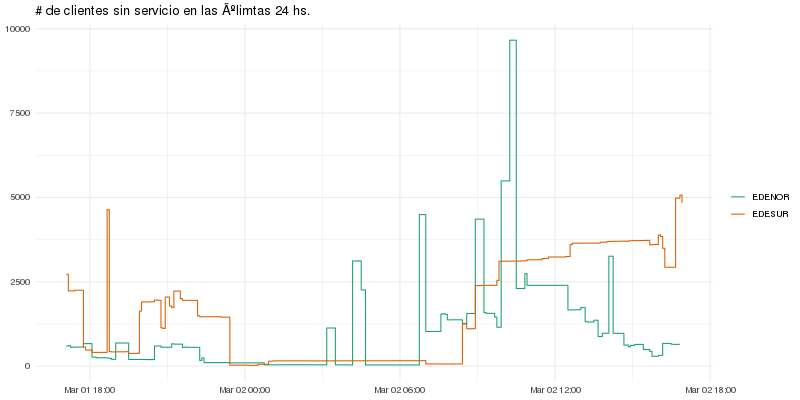 # de clientes sin servicio en las Ãºlimtas 24 hs.
10000
7500
5000
2500
0
Mar 01 18:00 Mar 02 00:00 Mar 02 06:00 Mar 02 12:00 Mar 02 18:00
EDENOR
EDESUR